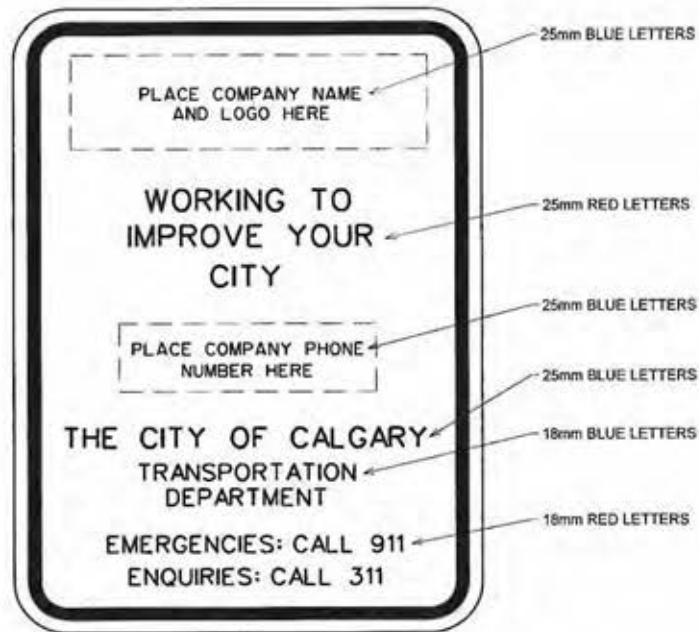 25mm BLUE LETTERS
PLACE COMPANY NAME
AND LOGO HERE
WORKING TO
IMPROVE YOUR
CITY
25mm RED LETTERS
25mm BLUE LETTERS
PLACE COMPANY PHONE
NUMBER HERE
25mm BLUE LETTERS
THE CITY OF CALGARY
18mm BLUE LETTERS
TRANSPORTATION
DEPARTMENT
18mm RED LETTERS
EMERGENCIES: CALL 911
ENQUIRIES: CALL 311